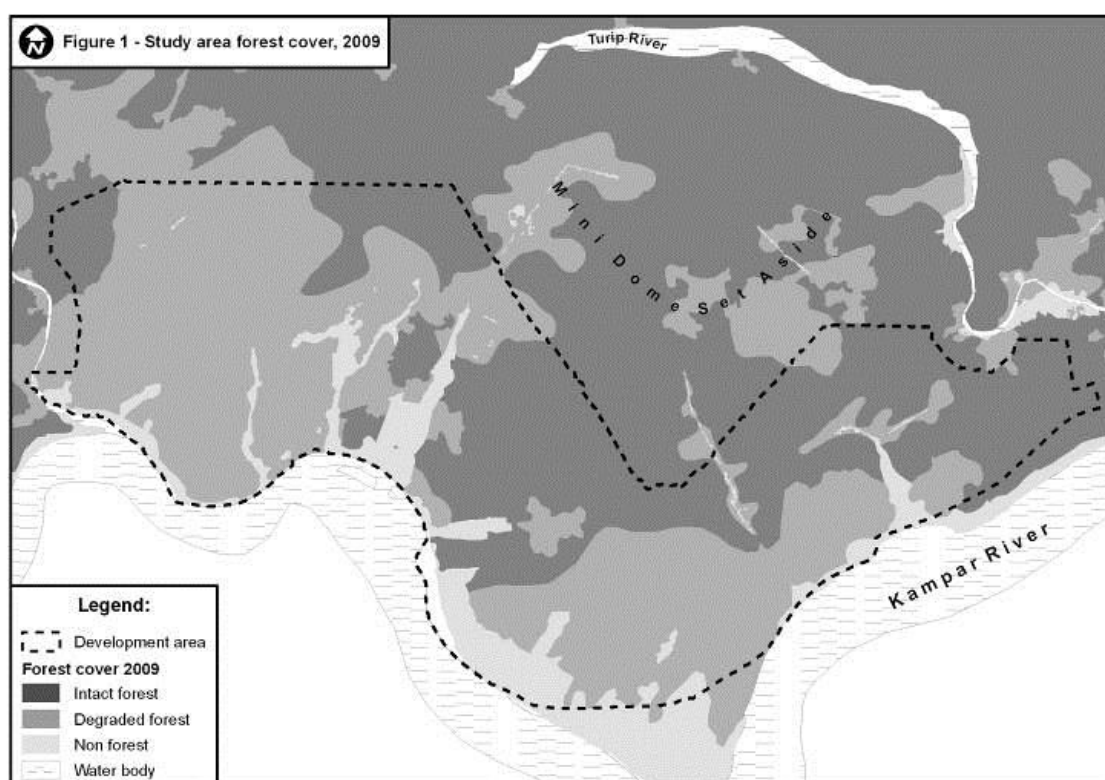 N Figure 1 - Study area forest cover, 2009
Turip River
Mini Dome Set Aside
Kampar River
Legend:
Development area
Forest cover 2009
Intact forest
Degraded forest
Non forest
Water body